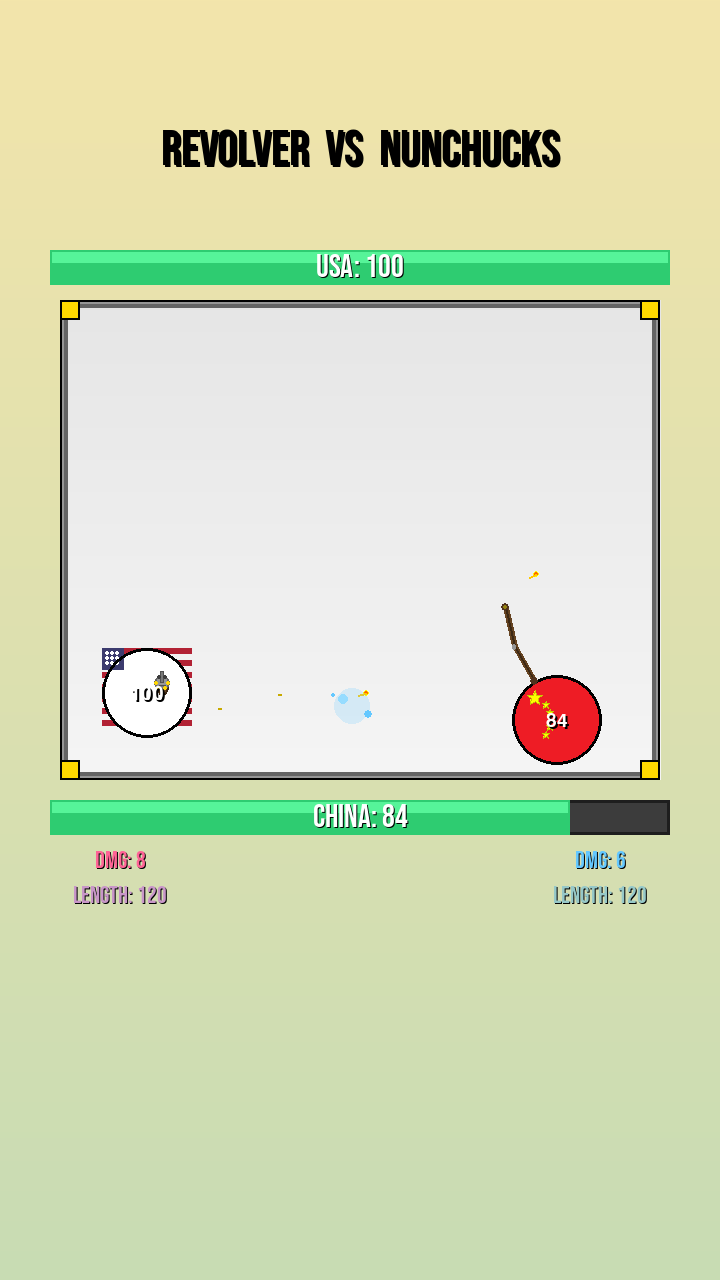 REVOLVER VS NUNCHUCKS
USA: 100
100
84
CHINA: 84
DMG: 8
DMG: 6
LENGTH: 120
LENGTH: 120